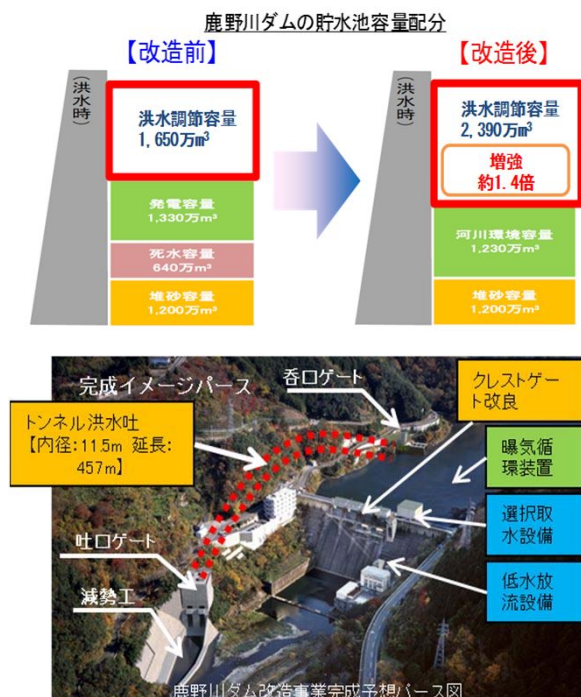 鹿野川ダムの貯水池容量配分
【改造前】
【改造後】
(洪水時)
洪水調節容量
1,650万m³
発電容量
1,330万m³
死水容量
640万m³
堆砂容量
1,200万m³
(洪水時)
洪水調節容量
2,390万m³
増強
約1.4倍
河川環境容量
1,230万m³
堆砂容量
1,200万m³
完成イメージパース
呑口ゲート
クレストゲー
ト改良
トンネル洪水吐
【内径:11.5m 延長:
457m】
曝気循
環装置
選択取
水設備
吐口ゲート
低水放
流設備
減勢工
鹿野川ダム改造事業完成予想パース図